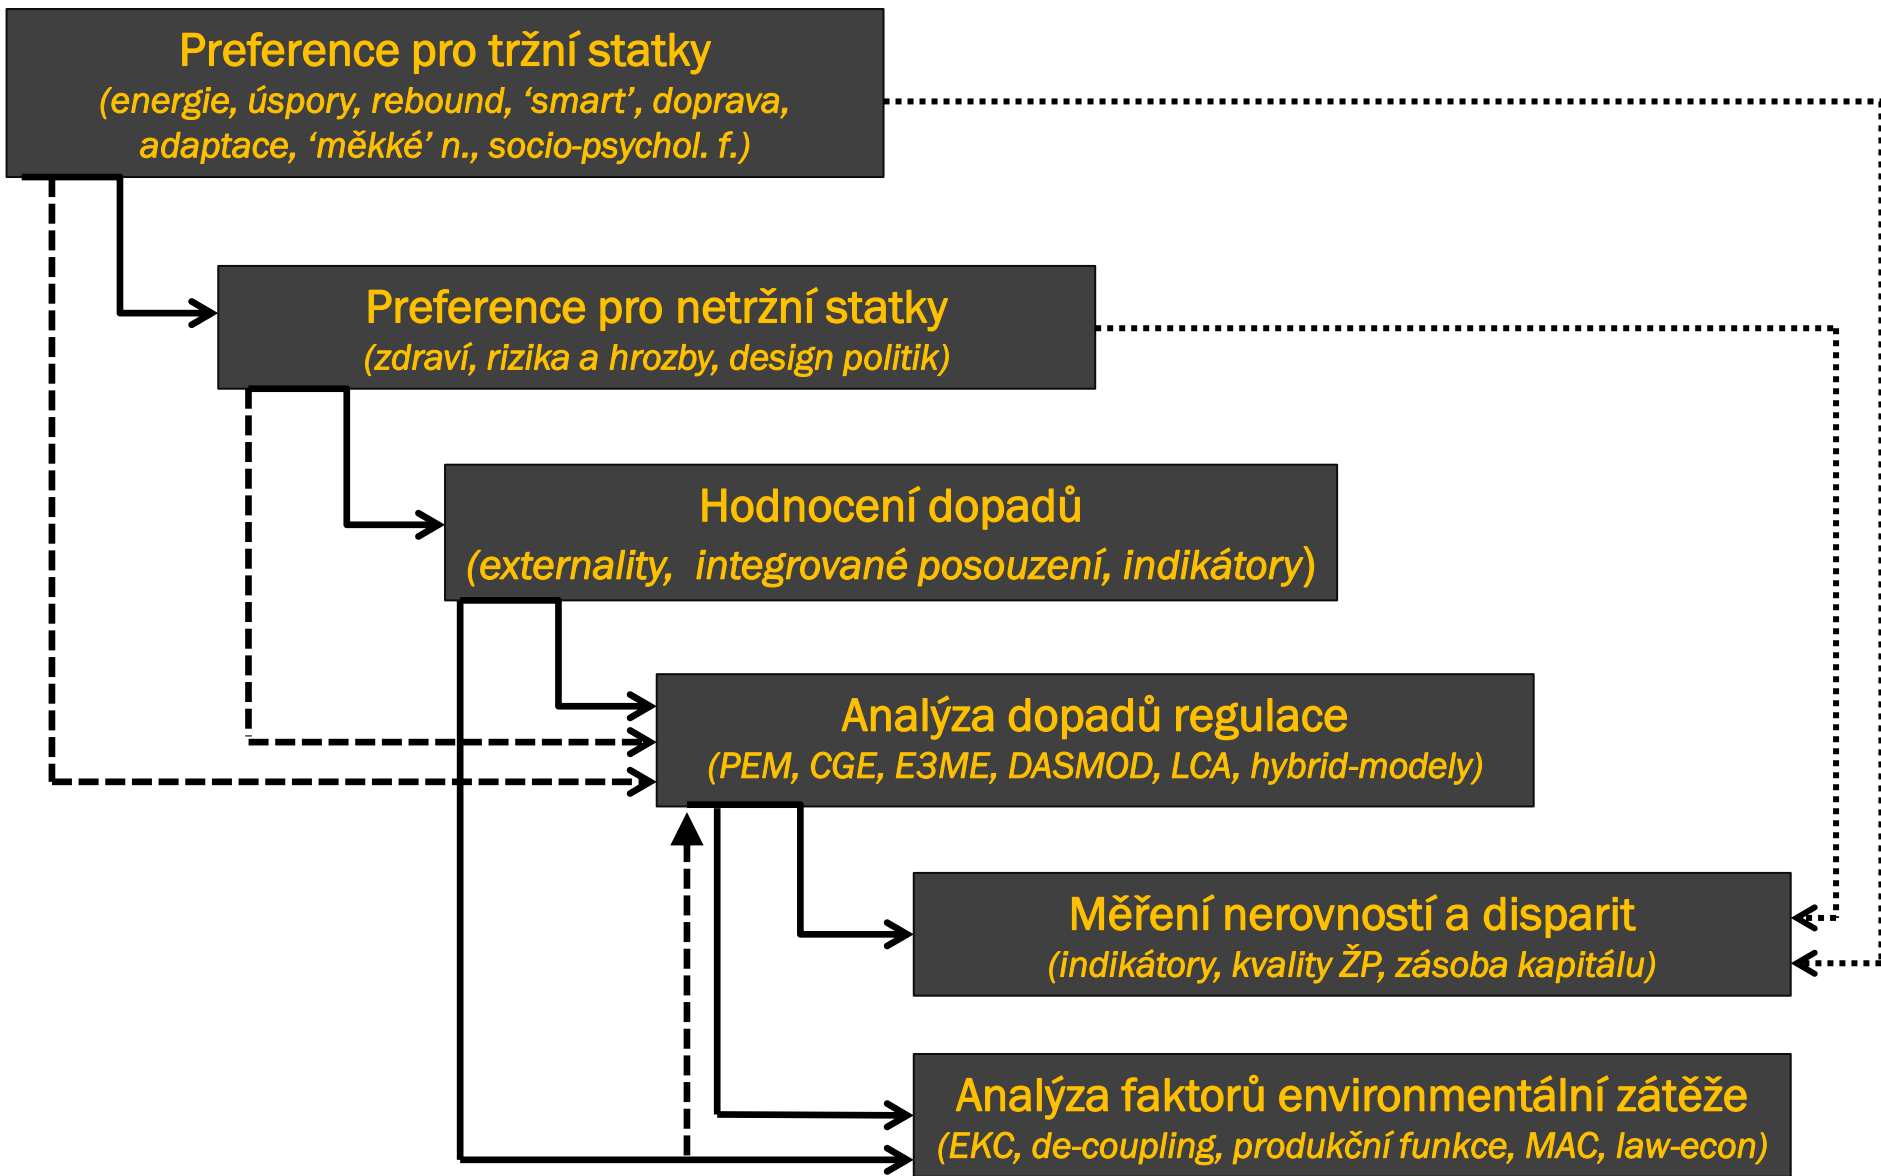 Preference pro tržní statky
(energie, úspory, rebound, ‘smart’, doprava,
adaptace, ‘měkké’ n., socio-psychol. f.)
Preference pro netržní statky
(zdraví, rizika a hrozby, design politik)
Hodnocení dopadů
(externality, integrované posouzení, indikátory)
Analýza dopadů regulace
(PEM, CGE, E3ME, DASMOD, LCA, hybrid-modely)
Měření nerovností a disparit
(indikátory, kvality ŽP, zásoba kapitálu)
Analýza faktorů environmentální zátěže
(EKC, de-coupling, produkční funkce, MAC, law-econ)